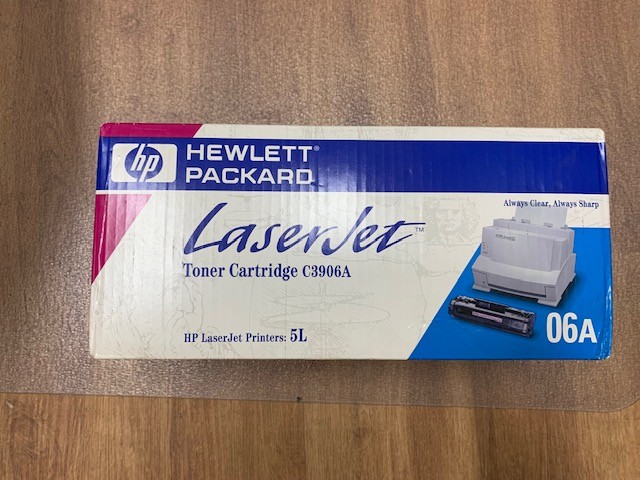 hp HEWLETT®
PACKARD
Always Clear, Always Sharp
LaserJet™
Toner Cartridge C3906A
HP LaserJet Printers: 5L
06A